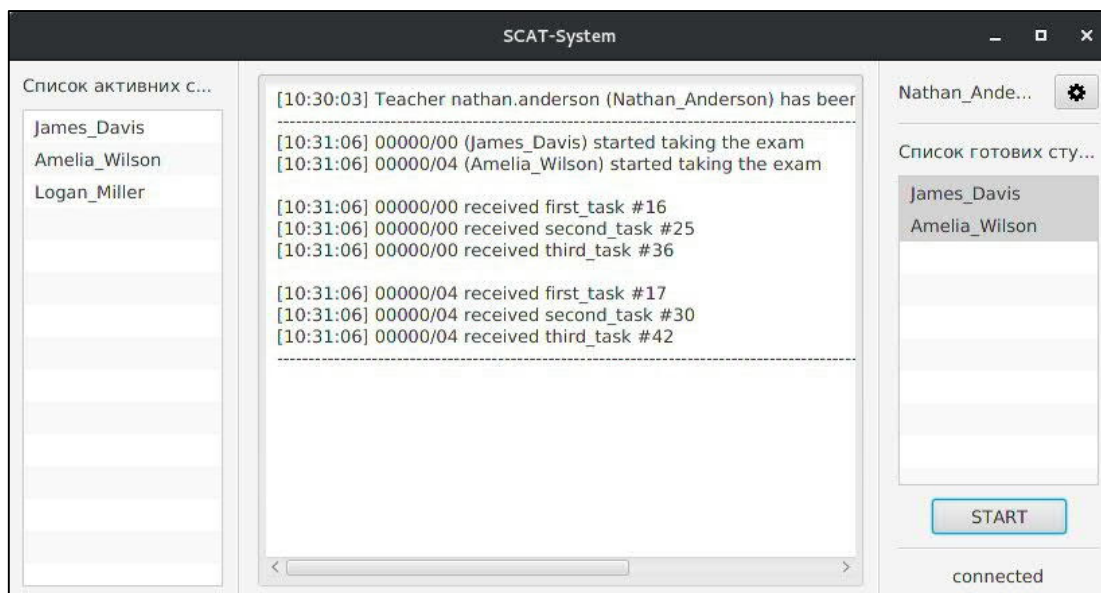 SCAT-System
Список активних с...
James_Davis
Amelia_Wilson
Logan_Miller
[10:30:03] Teacher nathan.anderson (Nathan_Anderson) has beer
--------------------------------------------------------------------------------
[10:31:06] 00000/00 (James_Davis) started taking the exam
[10:31:06] 00000/04 (Amelia_Wilson) started taking the exam
[10:31:06] 00000/00 received first_task #16
[10:31:06] 00000/00 received second_task #25
[10:31:06] 00000/00 received third_task #36
[10:31:06] 00000/04 received first_task #17
[10:31:06] 00000/04 received second_task #30
[10:31:06] 00000/04 received third_task #42
--------------------------------------------------------------------------------
Nathan_Ande...
Список готових сту...
James_Davis
Amelia_Wilson
START
connected